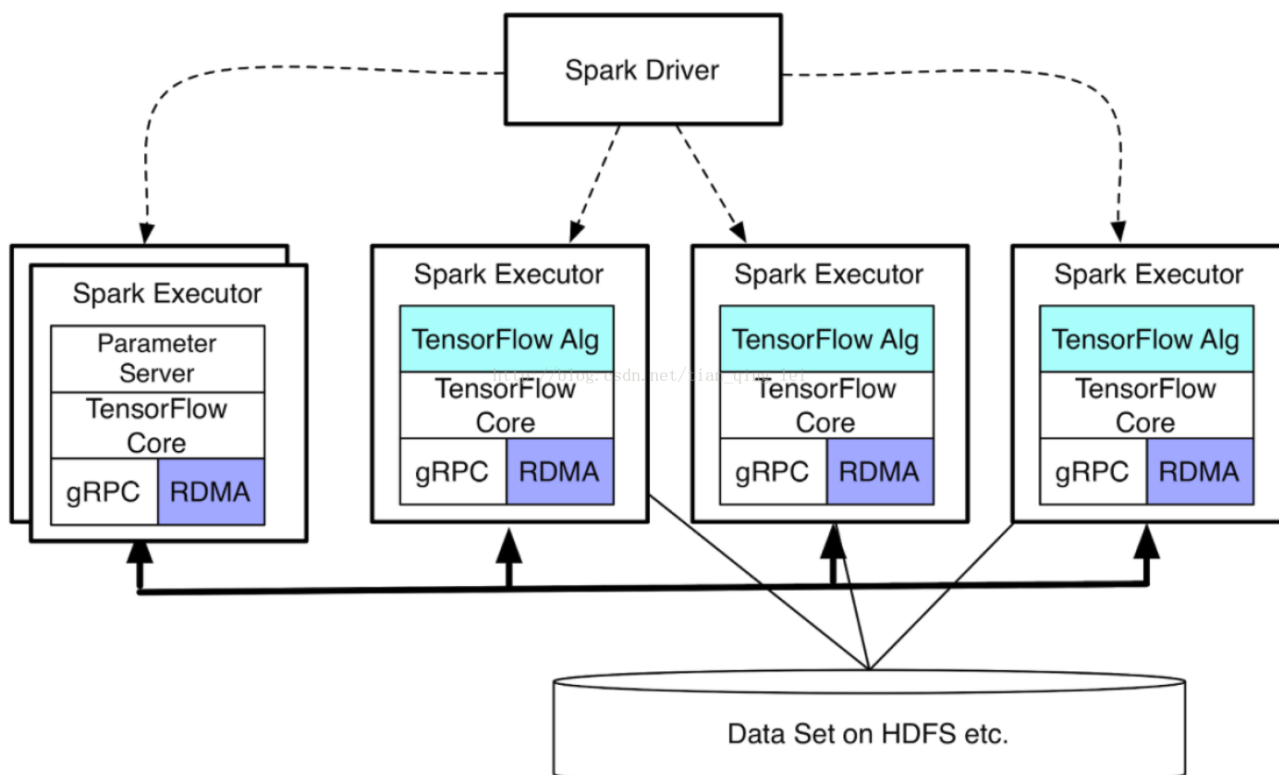 Spark Driver
Spark Executor
Parameter
Server
TensorFlow
Core
gRPC
RDMA
Spark Executor
TensorFlow Alg
TensorFlow
Core
gRPC
RDMA
Spark Executor
TensorFlow Alg
TensorFlow
Core
gRPC
RDMA
Spark Executor
TensorFlow Alg
TensorFlow
Core
gRPC
RDMA
Data Set on HDFS etc.